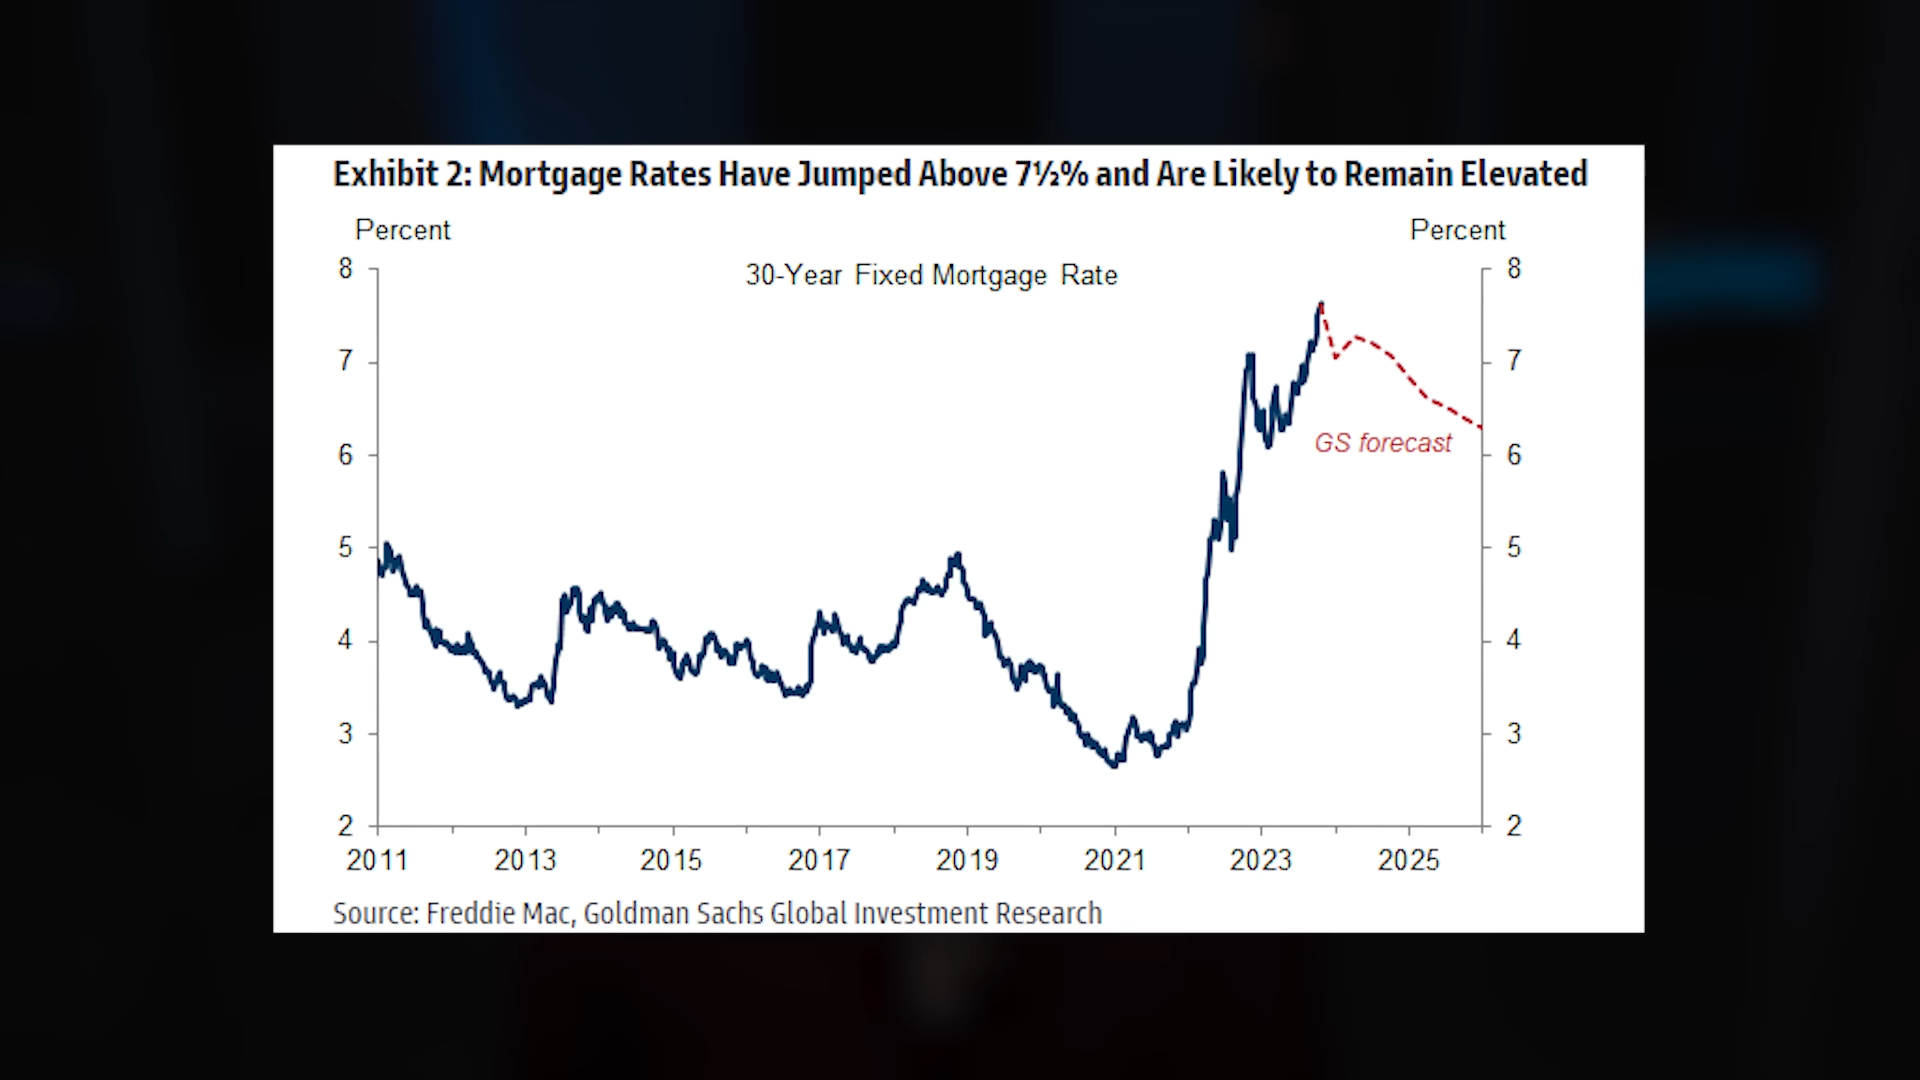 Exhibit 2: Mortgage Rates Have Jumped Above 7½% and Are Likely to Remain Elevated
Percent Percent
30-Year Fixed Mortgage Rate
8 8
7 7
6 6
GS forecast
5 5
4 4
3 3
2 2
2011 2013 2015 2017 2019 2021 2023 2025
Source: Freddie Mac, Goldman Sachs Global Investment Research